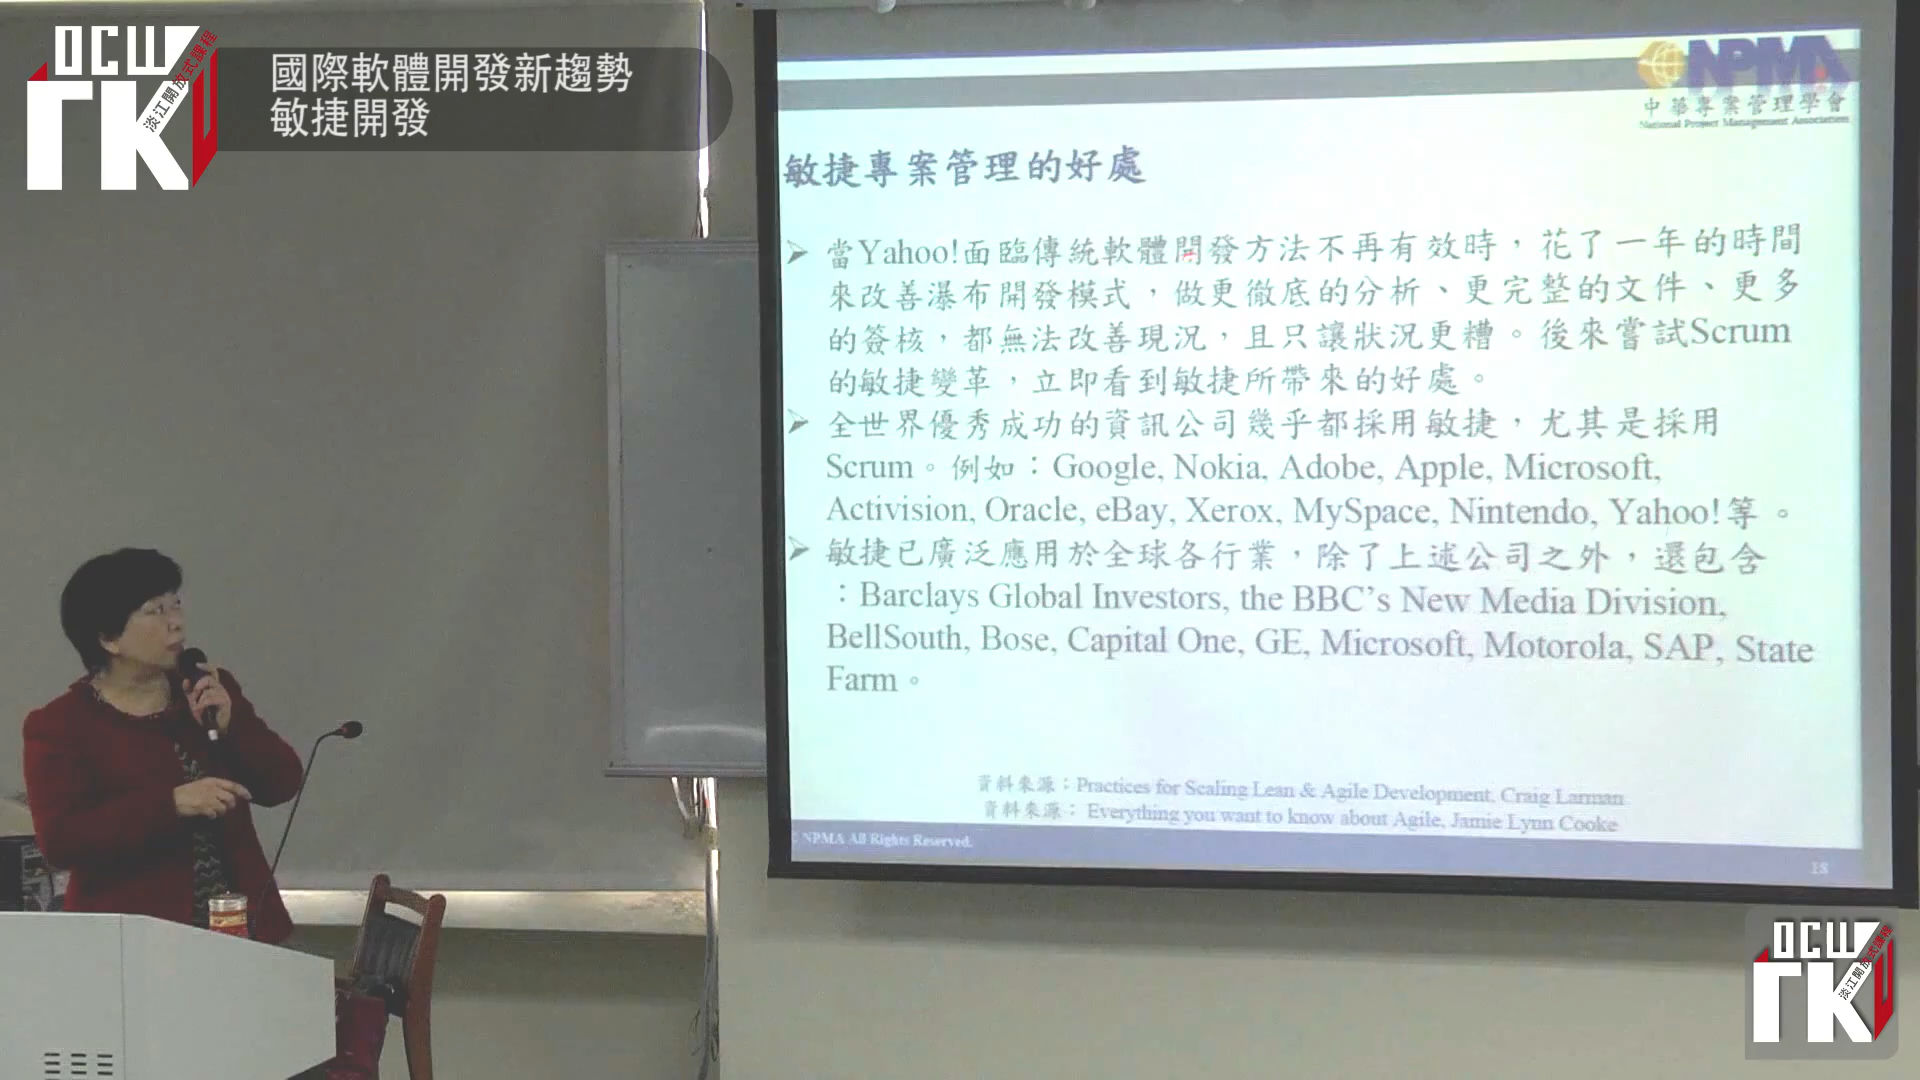 OCW
TKU
淡江開放式課程
國際軟體開發新趨勢
敏捷開發
NPMA
中華專案管理學會
National Project Management Association
敏捷專案管理的好處
當Yahoo!面臨傳統軟體開發方法不再有效時，花了一年的時間
來改善瀑布開發模式，做更徹底的分析、更完整的文件、更多
的簽核，都無法改善現況，且只讓狀況更糟。後來嘗試Scrum
的敏捷變革，立即看到敏捷所帶來的好處。
全世界優秀成功的資訊公司幾乎都採用敏捷，尤其是採用
Scrum。例如：Google, Nokia, Adobe, Apple, Microsoft,
Activision, Oracle, eBay, Xerox, MySpace, Nintendo, Yahoo!等。
敏捷已廣泛應用於全球各行業，除了上述公司之外，還包含
：Barclays Global Investors, the BBC's New Media Division,
BellSouth, Bose, Capital One, GE, Microsoft, Motorola, SAP, State
Farm。
資料來源：Practices for Scaling Lean & Agile Development, Craig Larman
資料來源： Everything you want to know about Agile, Jamie Lynn Cooke
© NPMA All Rights Reserved.
18
OCW
TKU
淡江開放式課程